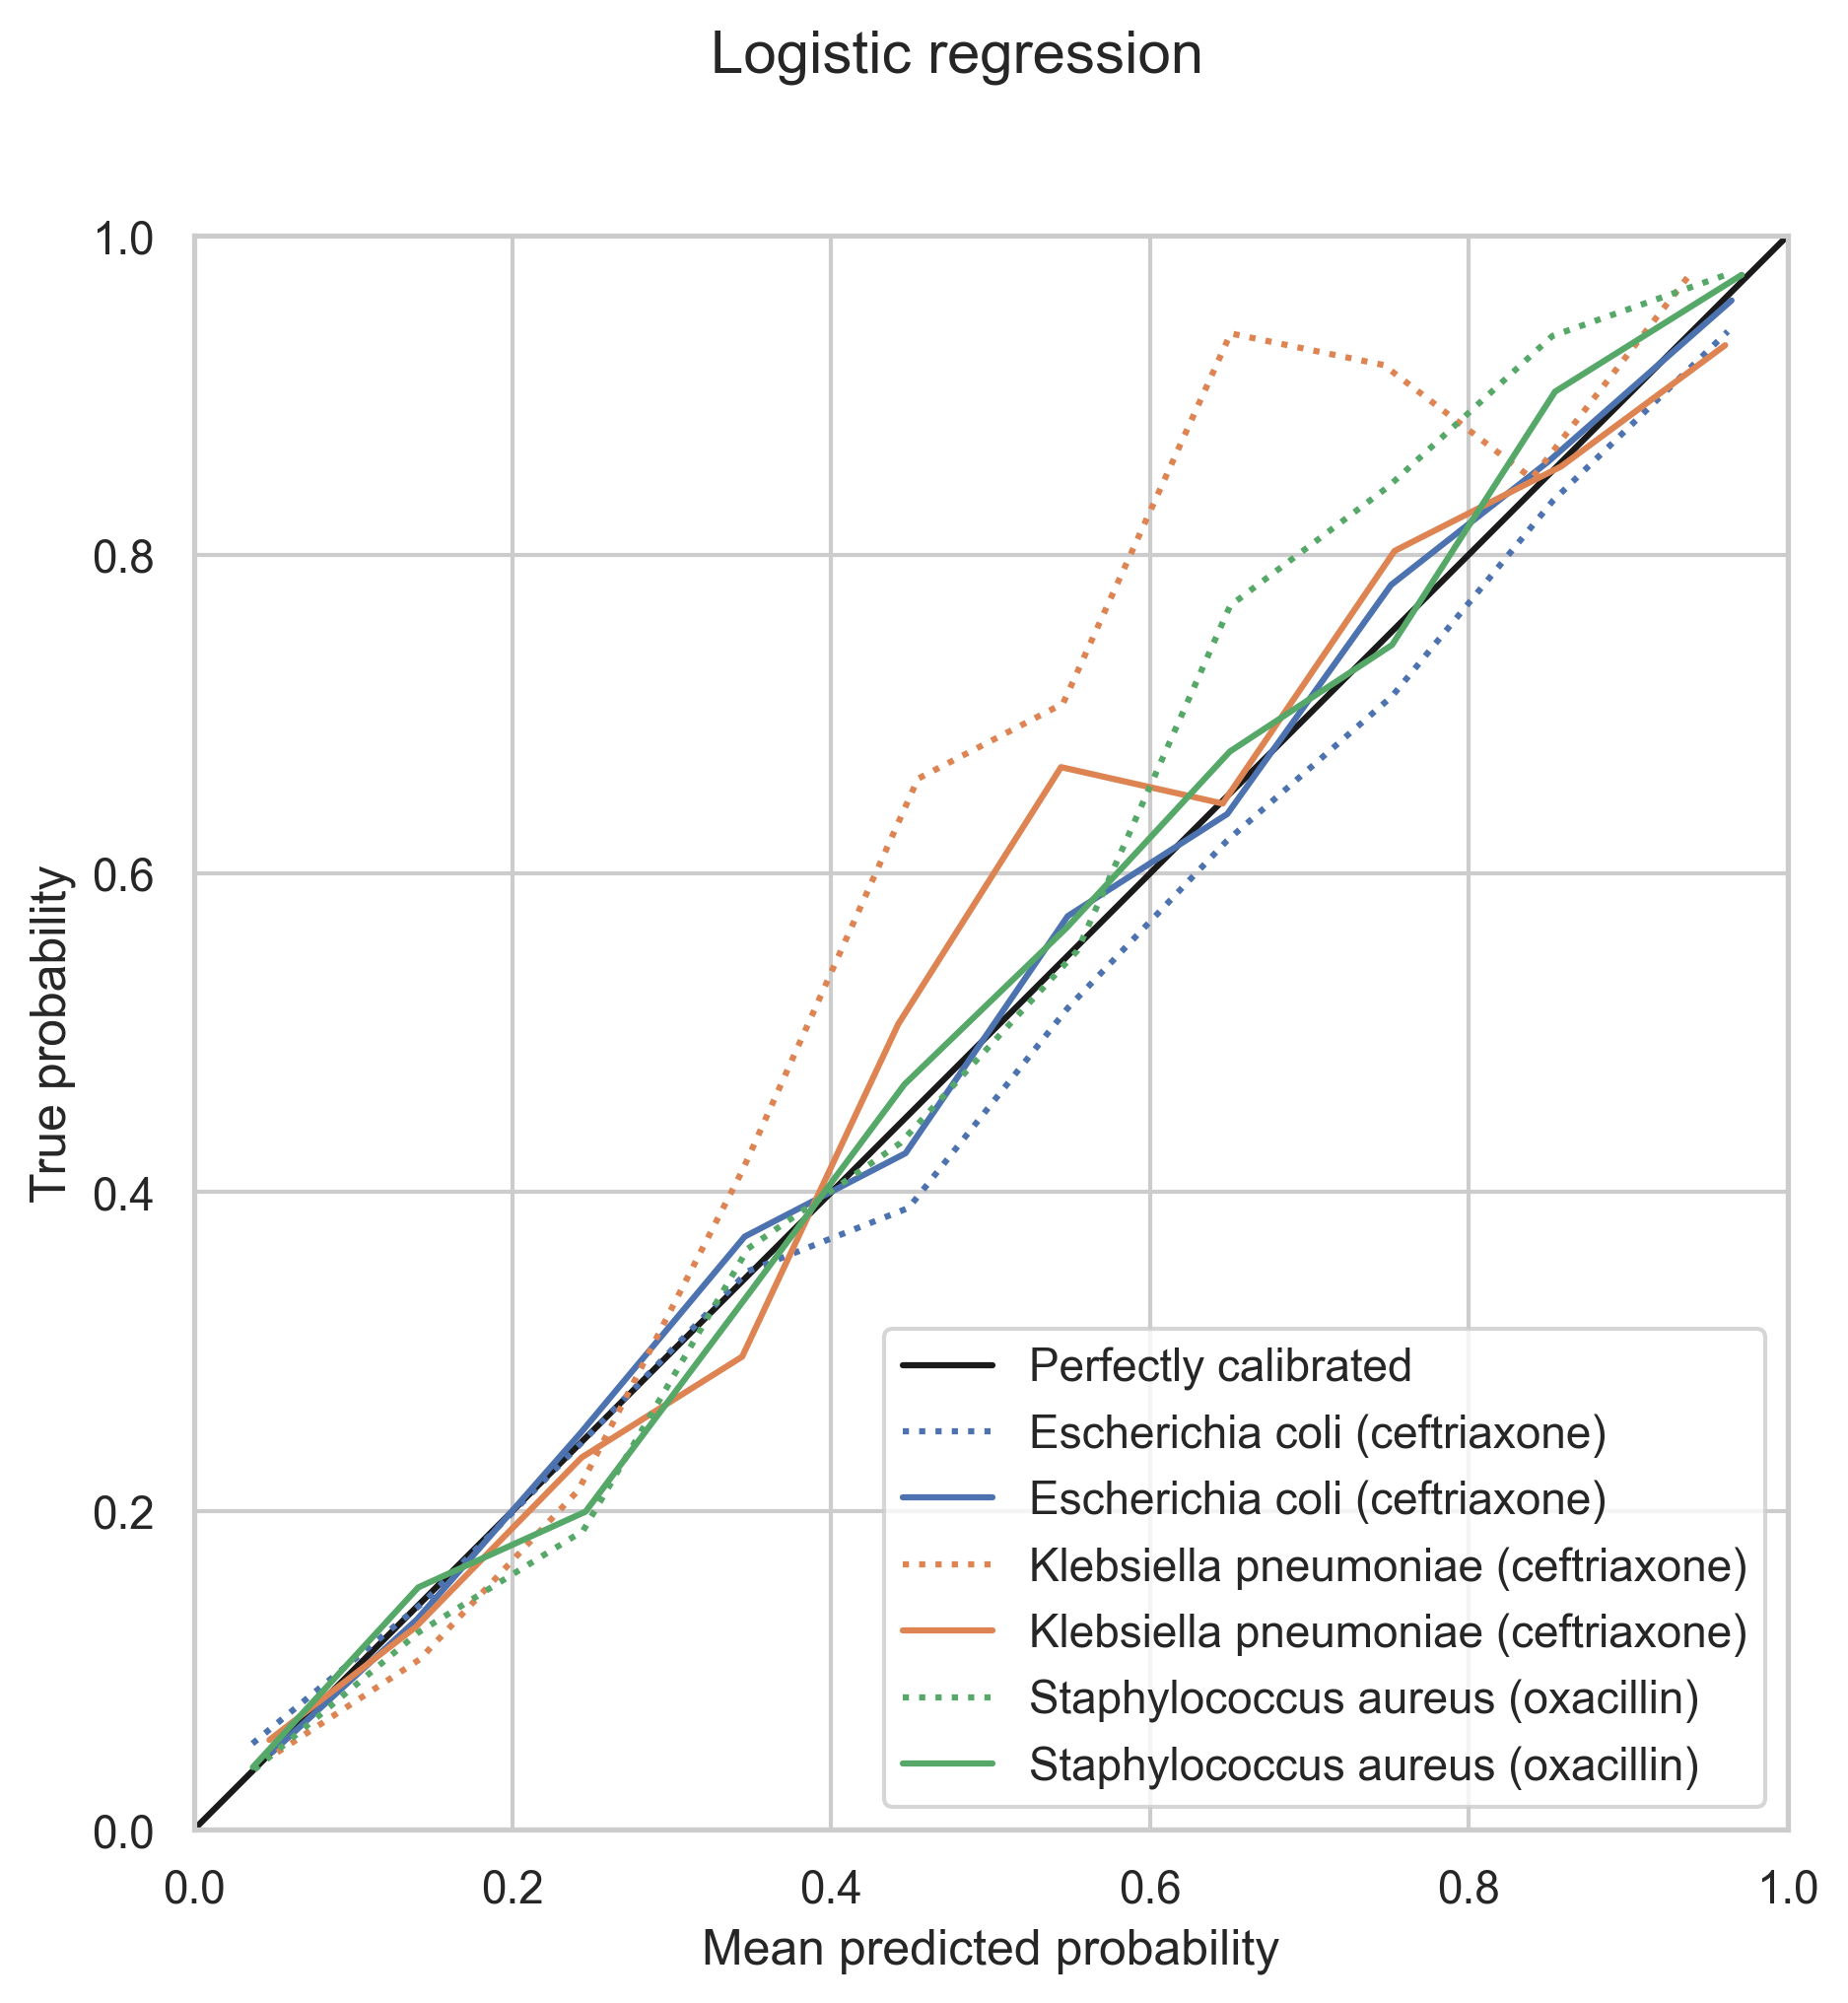 Logistic regression
1.0
0.8
0.6
0.4
0.2
0.0
True probability
Perfectly calibrated
Escherichia coli (ceftriaxone)
Escherichia coli (ceftriaxone)
Klebsiella pneumoniae (ceftriaxone)
Klebsiella pneumoniae (ceftriaxone)
Staphylococcus aureus (oxacillin)
Staphylococcus aureus (oxacillin)
0.0 0.2 0.4 0.6 0.8 1.0
Mean predicted probability